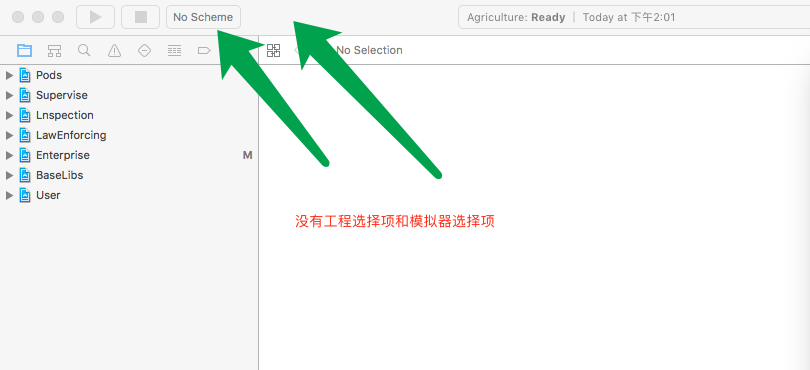 No Scheme
Agriculture: Ready | Today at 下午2:01
No Selection
Pods
Supervise
Lnspection
LawEnforcing
Enterprise M
BaseLibs
User
没有工程选择项和模拟器选择项